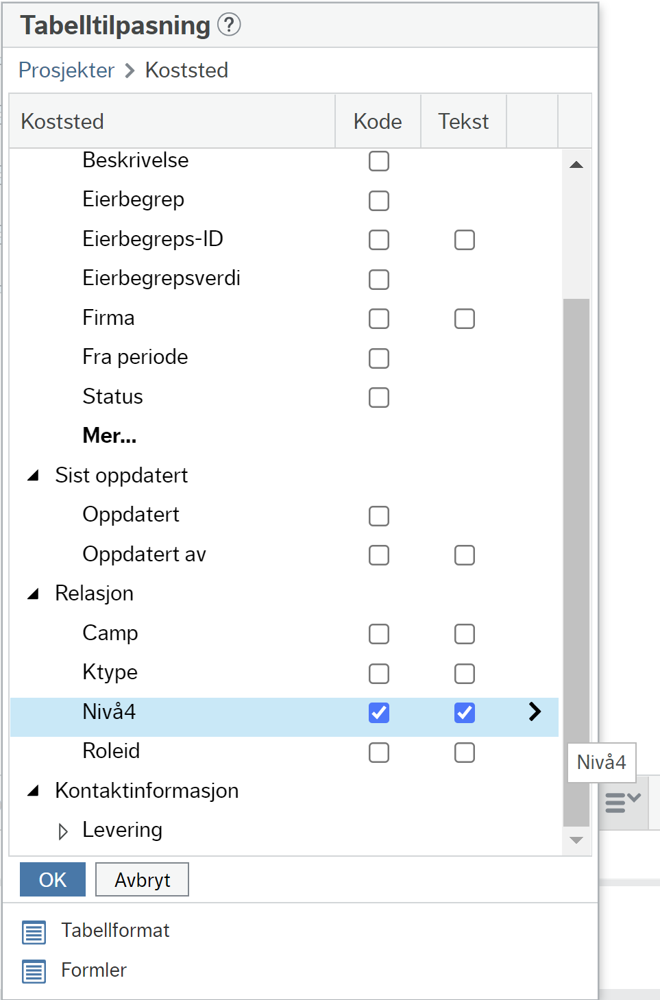 Tabelltilpasning ?
Prosjekter > Koststed
Koststed Kode Tekst
Beskrivelse
Eierbegrep
Eierbegreps-ID
Eierbegrepsverdi
Firma
Fra periode
Status
Mer...
Sist oppdatert
Oppdatert
Oppdatert av
Relasjon
Camp
Ktype
Nivå4
Roleid
Nivå4
Kontaktinformasjon
Levering
OK Avbryt
Tabellformat
Formler